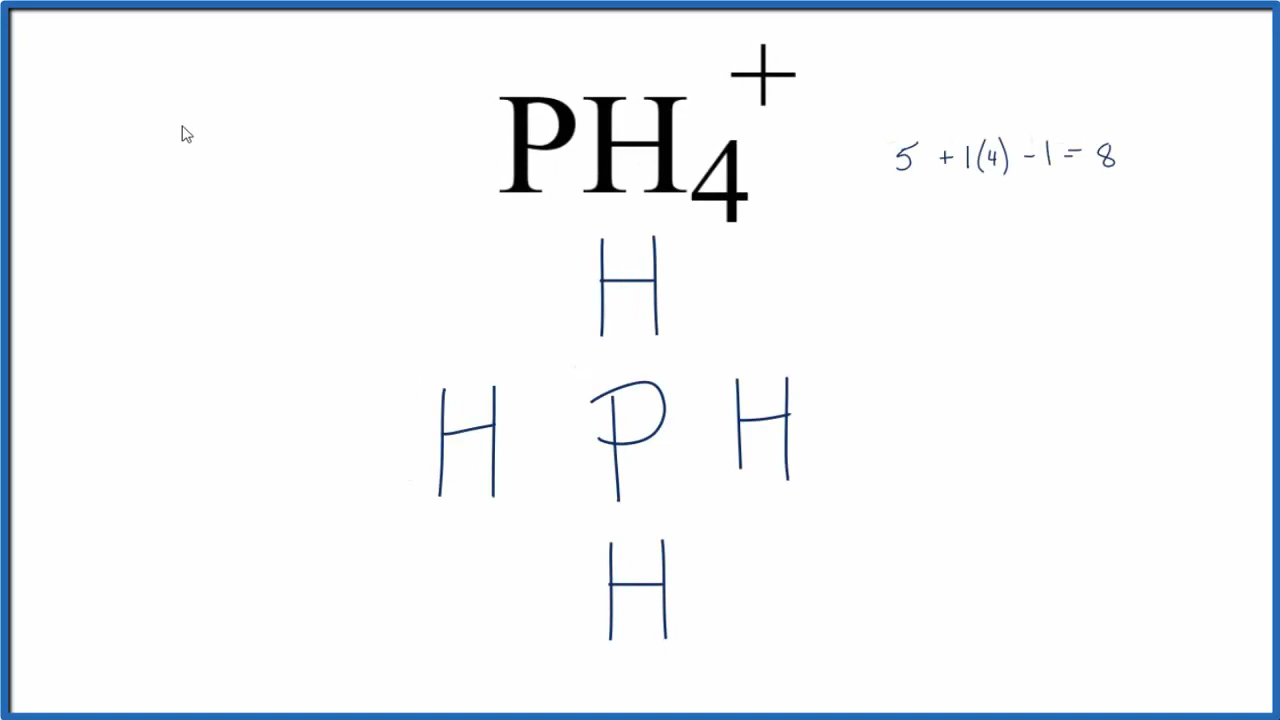 PH₄⁺
5 + 1(4) - 1 = 8
H
H P H
H